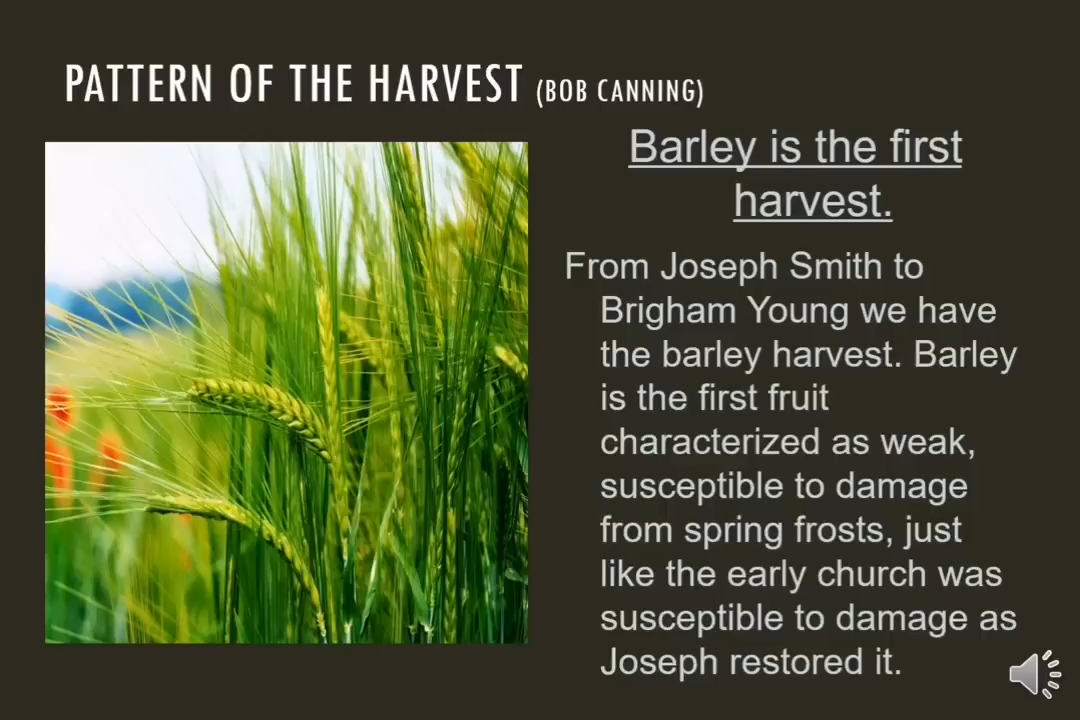 PATTERN OF THE HARVEST (BOB CANNING)
Barley is the first
harvest.
From Joseph Smith to
Brigham Young we have
the barley harvest. Barley
is the first fruit
characterized as weak,
susceptible to damage
from spring frosts, just
like the early church was
susceptible to damage as
Joseph restored it.